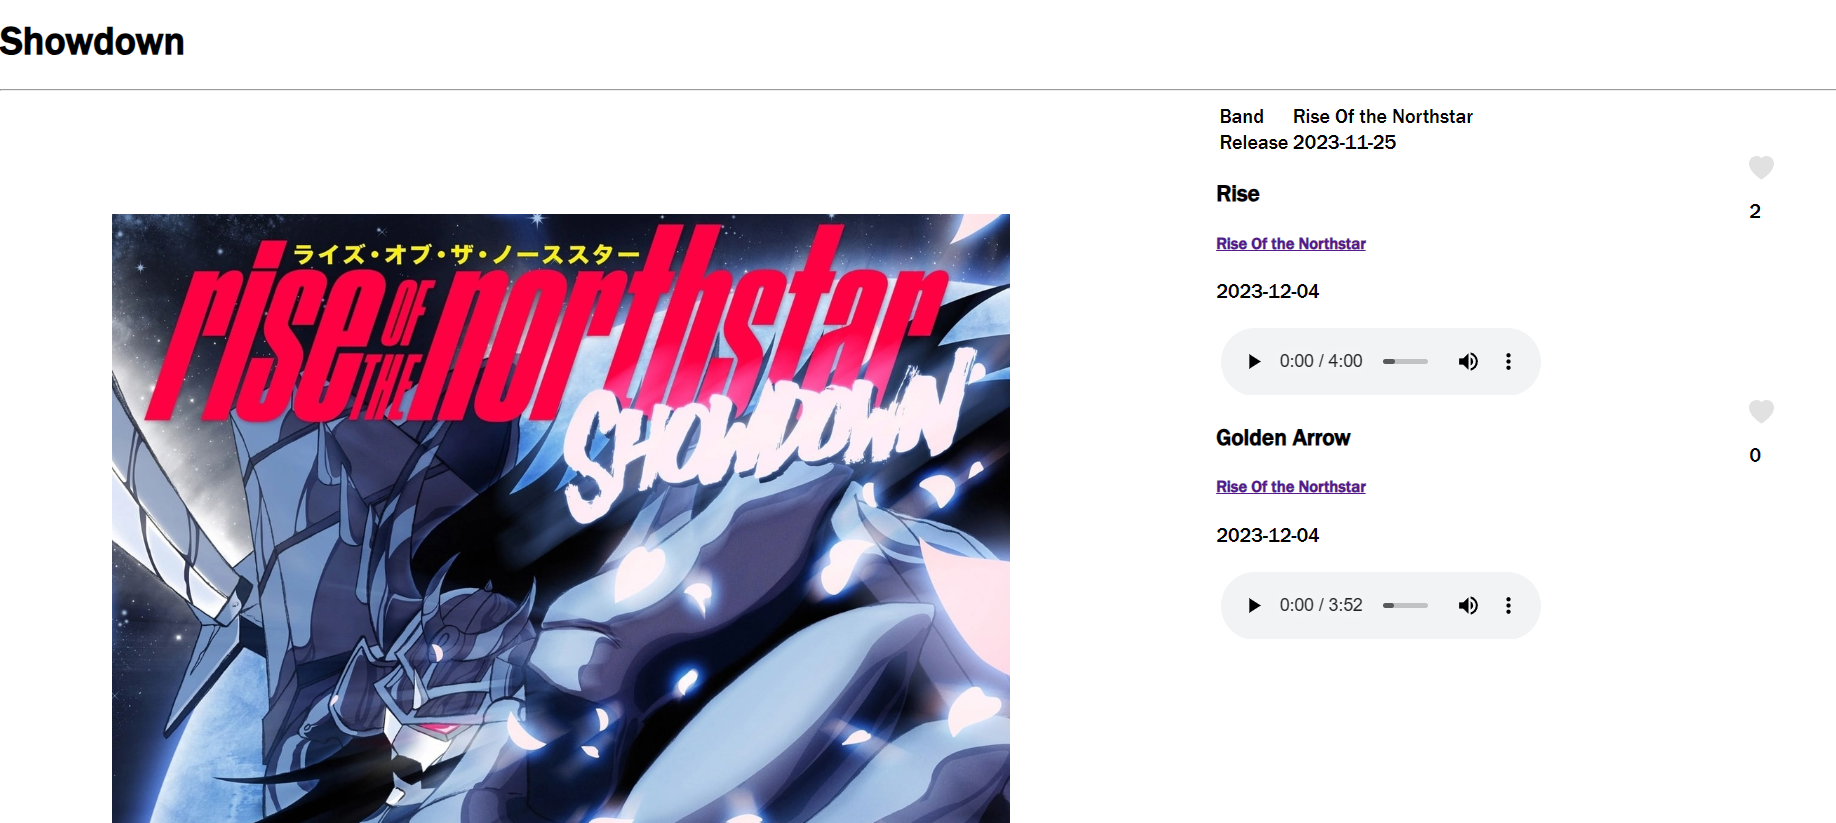 Showdown
ライズ・オブ・ザ・ノーススター
rise OF THE northstar
SHOWDOWN
Band Rise Of the Northstar
Release 2023-11-25
Rise
2
Rise Of the Northstar
2023-12-04
0:00 / 4:00
Golden Arrow
0
Rise Of the Northstar
2023-12-04
0:00 / 3:52